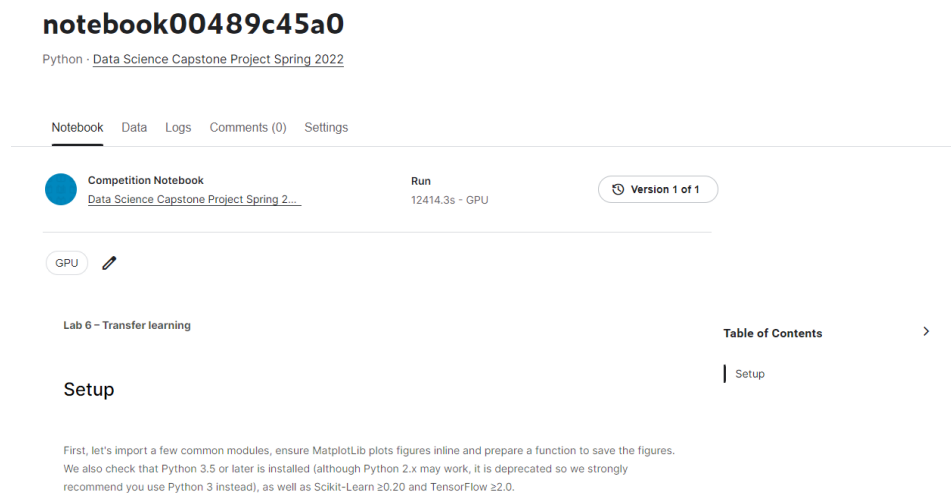 notebook00489c45a0
Python · Data Science Capstone Project Spring 2022
Notebook Data Logs Comments (0) Settings
Competition Notebook
Data Science Capstone Project Spring 2...
Run
12414.3s - GPU
Version 1 of 1
GPU
Lab 6 – Transfer learning
Table of Contents
Setup
Setup
First, let's import a few common modules, ensure MatplotLib plots figures inline and prepare a function to save the figures.
We also check that Python 3.5 or later is installed (although Python 2.x may work, it is deprecated so we strongly
recommend you use Python 3 instead), as well as Scikit-Learn ≥0.20 and TensorFlow ≥2.0.